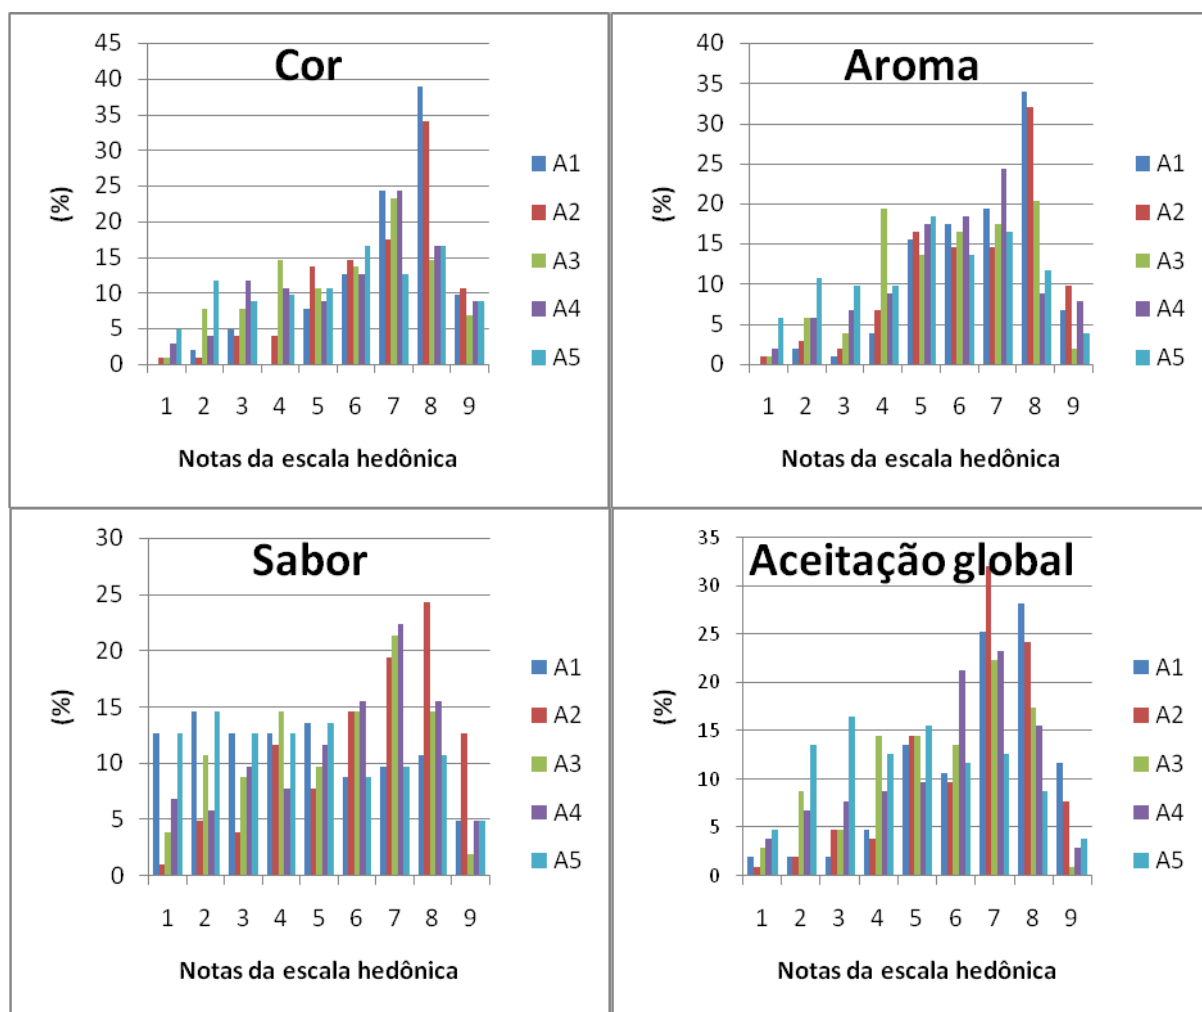 Cor
45
40
35
30
25
20
15
10
5
0
(%)
1 2 3 4 5 6 7 8 9
Notas da escala hedônica
A1
A2
A3
A4
A5
Aroma
40
35
30
25
20
15
10
5
0
(%)
1 2 3 4 5 6 7 8 9
Notas da escala hedônica
A1
A2
A3
A4
A5
Sabor
30
25
20
15
10
5
0
(%)
1 2 3 4 5 6 7 8 9
Notas da escala hedônica
A1
A2
A3
A4
A5
Aceitação global
35
30
25
20
15
10
5
0
(%)
1 2 3 4 5 6 7 8 9
Notas da escala hedônica
A1
A2
A3
A4
A5